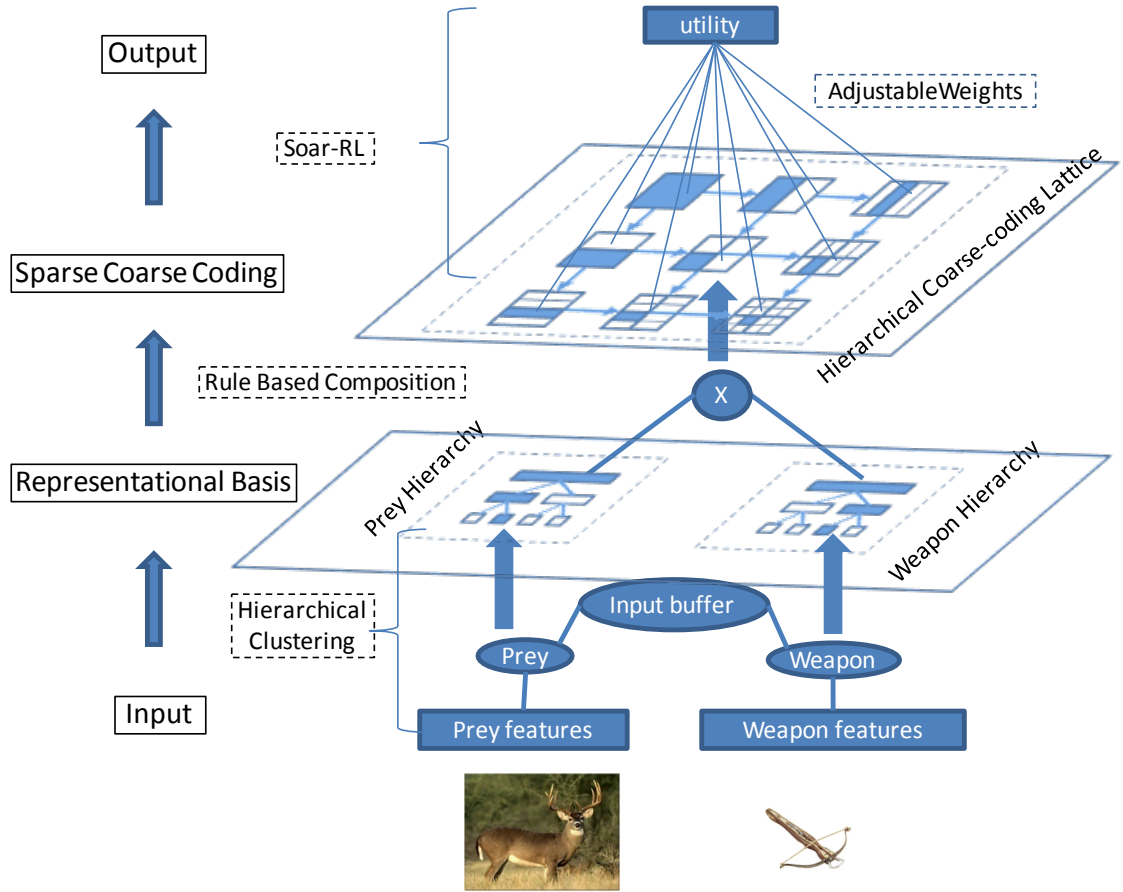 utility
Output
AdjustableWeights
Soar-RL
Hierarchical Coarse-coding Lattice
Sparse Coarse Coding
Rule Based Composition
X
Prey Hierarchy
Weapon Hierarchy
Representational Basis
Hierarchical
Clustering
Input buffer
Prey
Weapon
Input
Prey features
Weapon features